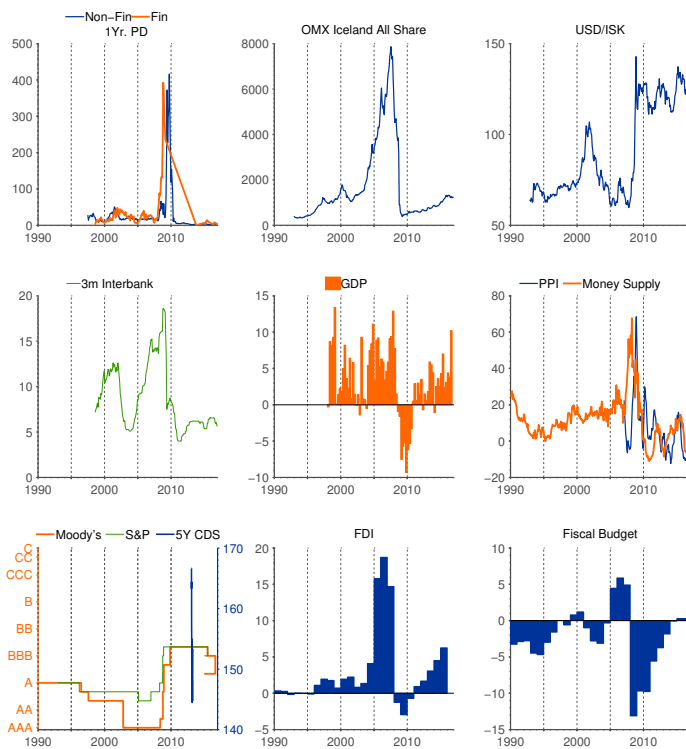 Non−Fin Fin
1Yr. PD
500
400
300
200
100
0
1990 2000 2010
OMX Iceland All Share
8000
6000
4000
2000
0
1990 2000 2010
USD/ISK
150
100
50
1990 2000 2010
3m Interbank
20
15
10
5
0
1990 2000 2010
GDP
15
10
5
0
−5
−10
1990 2000 2010
PPI Money Supply
80
60
40
20
0
−20
1990 2000 2010
Moody's S&P 5Y CDS
C
CC
CCC
B
BB
BBB
A
AA
AAA
170
160
150
140
1990 2000 2010
FDI
20
15
10
5
0
−5
1990 2000 2010
Fiscal Budget
10
5
0
−5
−10
−15
1990 2000 2010